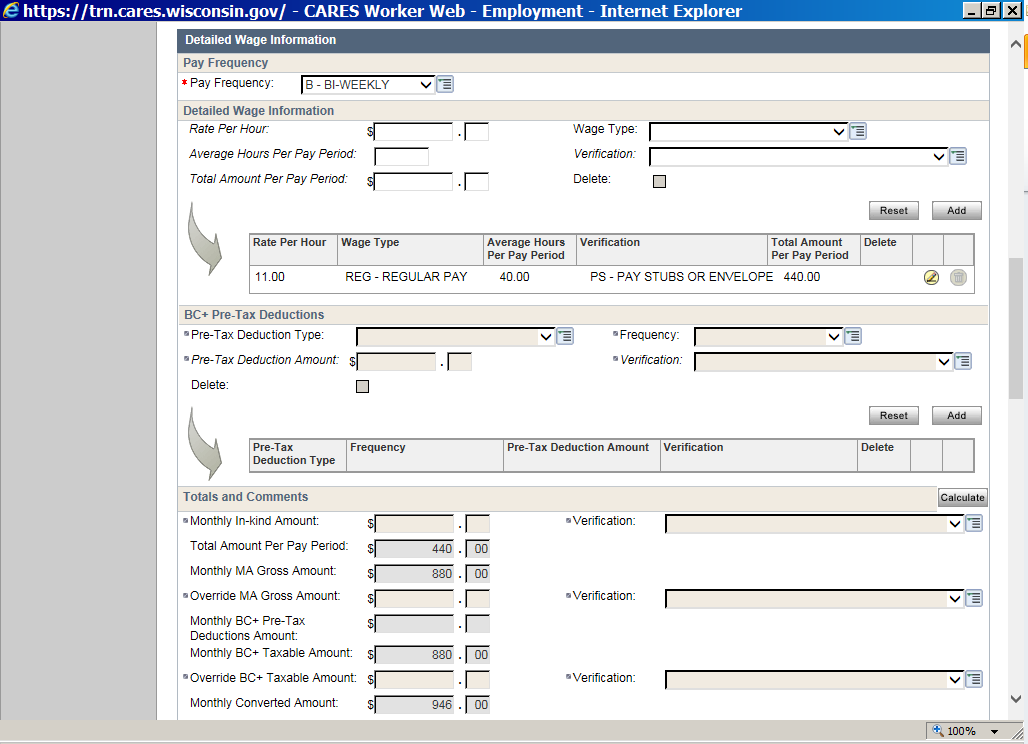 https://trn.cares.wisconsin.gov/ - CARES Worker Web - Employment - Internet Explorer
Detailed Wage Information
Pay Frequency
*Pay Frequency: B - BI-WEEKLY
Detailed Wage Information
Rate Per Hour: $ . Wage Type:
Average Hours Per Pay Period: Verification:
Total Amount Per Pay Period: $ . Delete:
Reset Add
Rate Per Hour Wage Type Average Hours Per Pay Period Verification Total Amount Per Pay Period Delete
11.00 REG - REGULAR PAY 40.00 PS - PAY STUBS OR ENVELOPE 440.00
BC+ Pre-Tax Deductions
Pre-Tax Deduction Type: Frequency:
Pre-Tax Deduction Amount: $ . Verification:
Delete:
Reset Add
Pre-Tax Deduction Type Frequency Pre-Tax Deduction Amount Verification Delete
Totals and Comments Calculate
Monthly In-kind Amount: $ . Verification:
Total Amount Per Pay Period: $ 440 . 00
Monthly MA Gross Amount: $ 880 . 00
Override MA Gross Amount: $ . Verification:
Monthly BC+ Pre-Tax
Deductions Amount: $ .
Monthly BC+ Taxable Amount: $ 880 . 00
Override BC+ Taxable Amount: $ . Verification:
Monthly Converted Amount: $ 946 . 00
100%